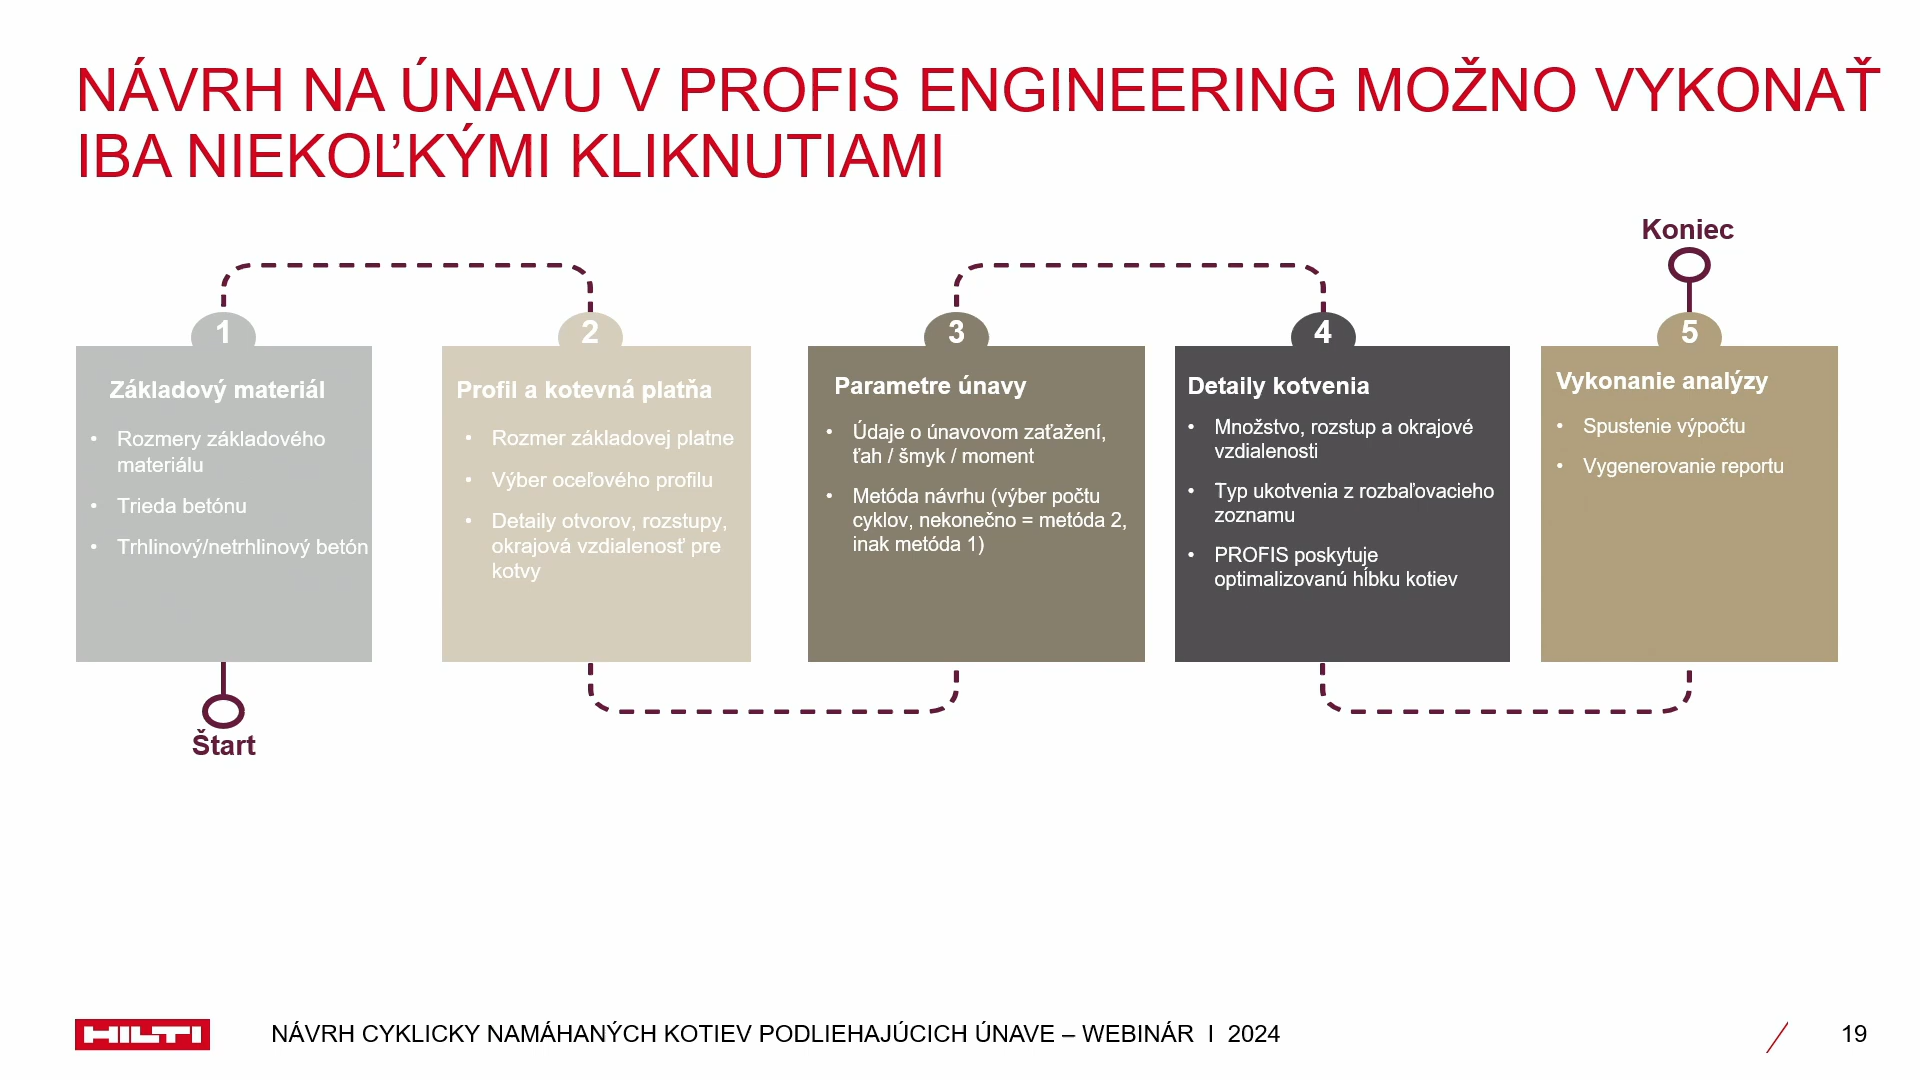 NÁVRH NA ÚNAVU V PROFIS ENGINEERING MOŽNO VYKONAŤ
IBA NIEKOĽKÝMI KLIKNUTIAMI
Koniec
1
Základový materiál
• Rozmery základového
materiálu
• Trieda betónu
• Trhlinový/netrhlinový betón
Štart
2
Profil a kotevná platňa
• Rozmer základovej platne
• Výber oceľového profilu
• Detaily otvorov, rozstupy,
okrajová vzdialenosť pre
kotvy
3
Parametre únavy
• Údaje o únavovom zaťažení,
ťah / šmyk / moment
• Metóda návrhu (výber počtu
cyklov, nekonečno = metóda 2,
inak metóda 1)
4
Detaily kotvenia
• Množstvo, rozstup a okrajové
vzdialenosti
• Typ ukotvenia z rozbaľovacieho
zoznamu
• PROFIS poskytuje
optimalizovanú hĺbku kotiev
5
Vykonanie analýzy
• Spustenie výpočtu
• Vygenerovanie reportu
HILTI
NÁVRH CYKLICKY NAMÁHANÝCH KOTIEV PODLIEHAJÚCICH ÚNAVE – WEBINÁR I 2024
19